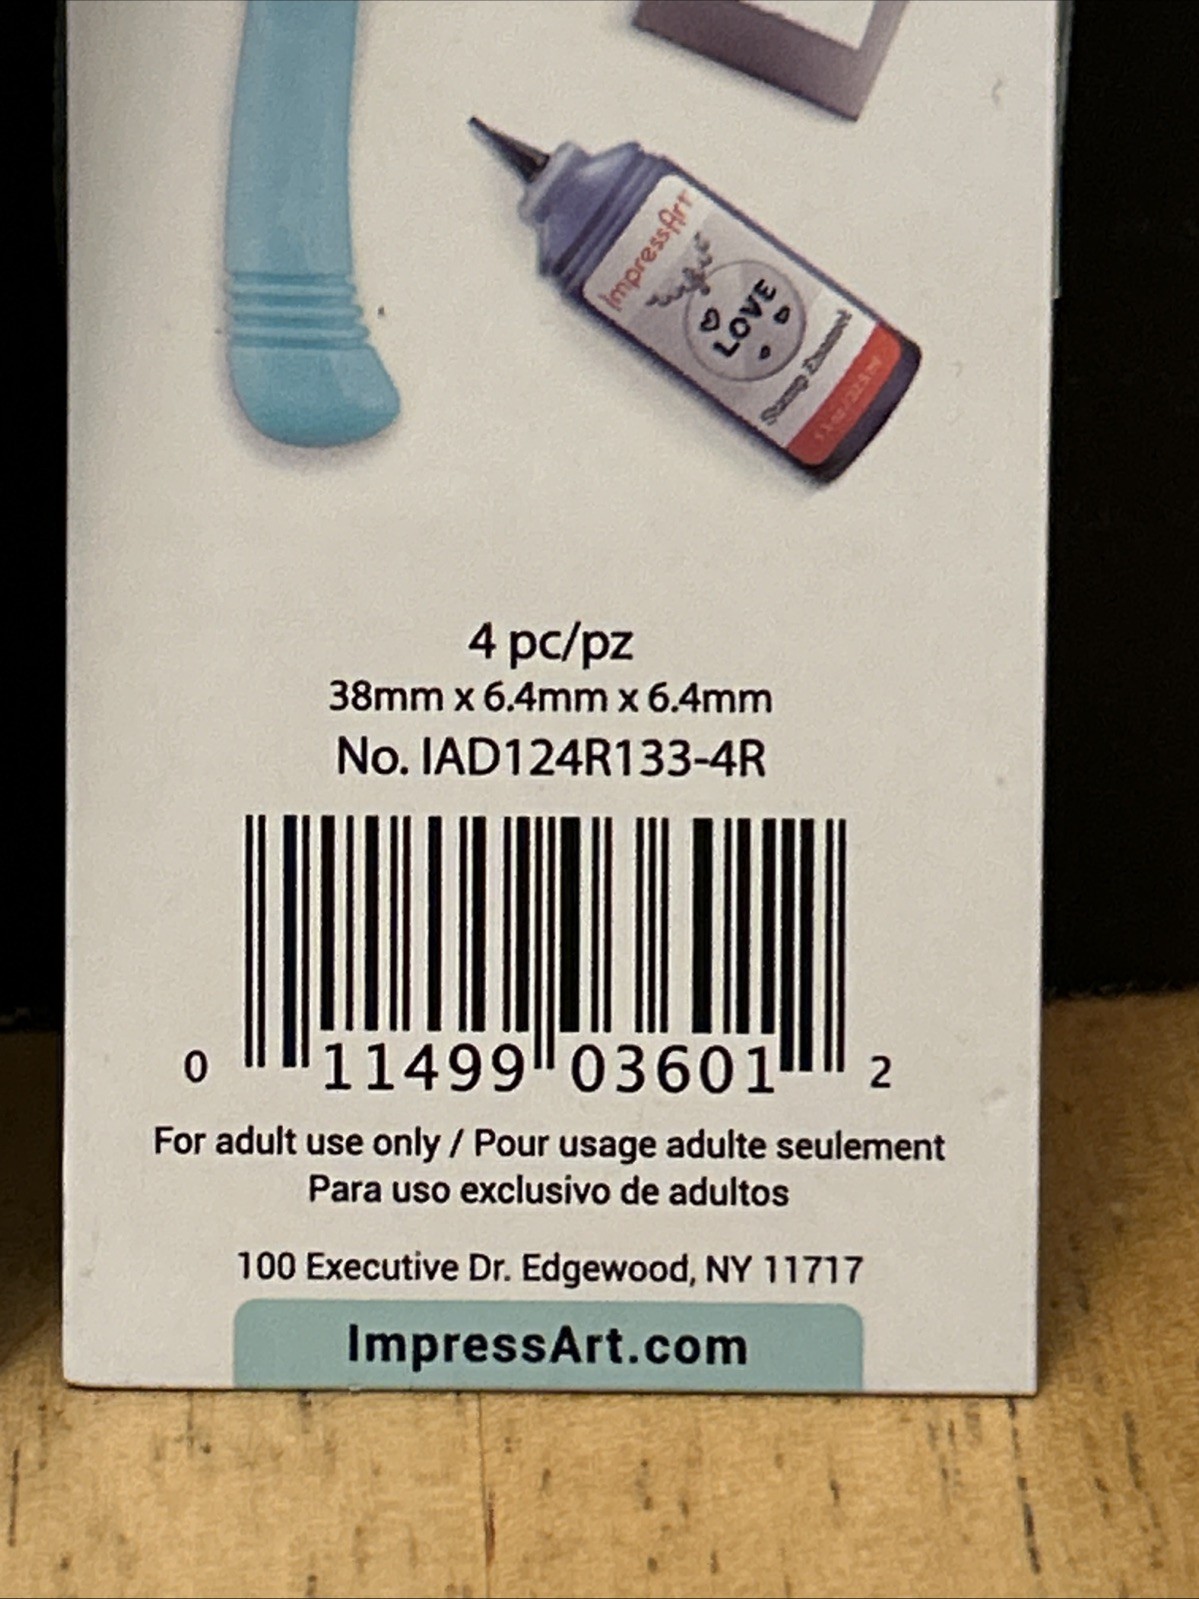 ImpressArt
LOVE
Stamp Enamel
4 pc/pz
38mm x 6.4mm x 6.4mm
No. IAD124R133-4R
0 11499 03601 2
For adult use only / Pour usage adulte seulement
Para uso exclusivo de adultos
100 Executive Dr. Edgewood, NY 11717
ImpressArt.com